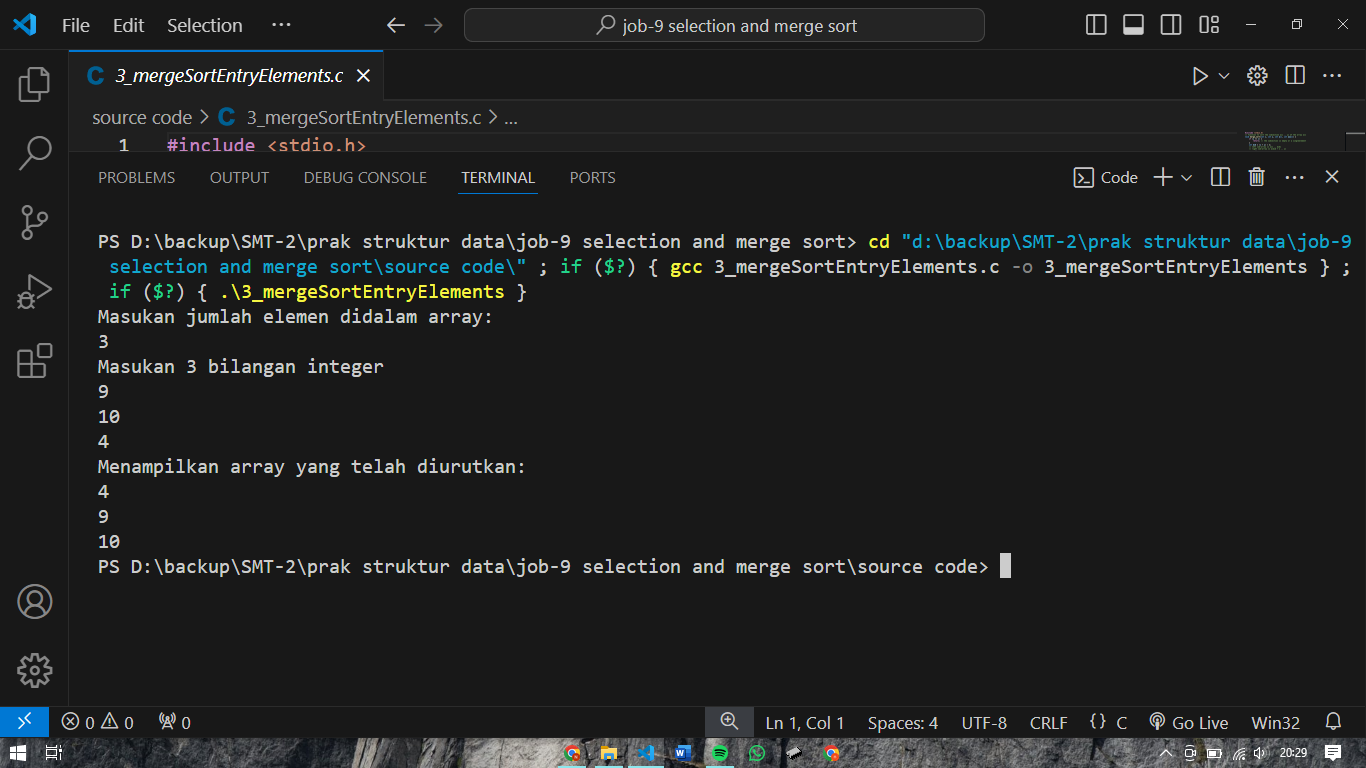 File Edit Selection ··· job-9 selection and merge sort
C 3_mergeSortEntryElements.c
source code > C 3_mergeSortEntryElements.c > ...
1 #include <stdio.h>
PROBLEMS OUTPUT DEBUG CONSOLE TERMINAL PORTS Code
PS D:\backup\SMT-2\prak struktur data\job-9 selection and merge sort> cd "d:\backup\SMT-2\prak struktur data\job-9
selection and merge sort\source code\" ; if ($?) { gcc 3_mergeSortEntryElements.c -o 3_mergeSortEntryElements } ;
if ($?) { .\3_mergeSortEntryElements }
Masukan jumlah elemen didalam array:
3
Masukan 3 bilangan integer
9
10
4
Menampilkan array yang telah diurutkan:
4
9
10
PS D:\backup\SMT-2\prak struktur data\job-9 selection and merge sort\source code>
0 0 0 Ln 1, Col 1 Spaces: 4 UTF-8 CRLF {} C Go Live Win32
20:29